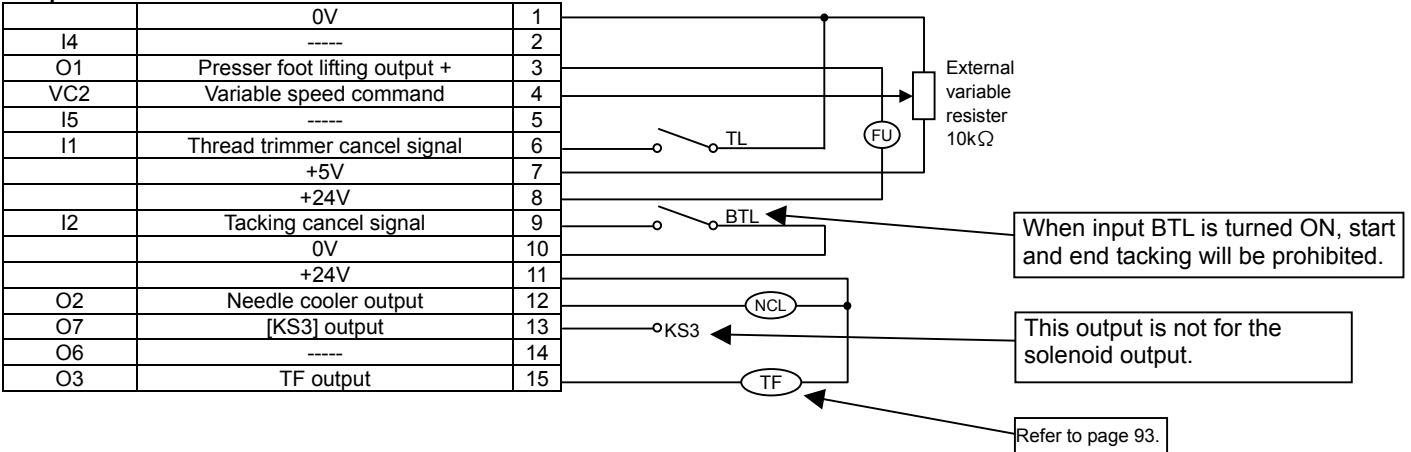 0V 1
I4 ----- 2
O1 Presser foot lifting output + 3
VC2 Variable speed command 4
I5 ----- 5
I1 Thread trimmer cancel signal 6
+5V 7
+24V 8
I2 Tacking cancel signal 9
0V 10
+24V 11
O2 Needle cooler output 12
O7 [KS3] output 13
O6 ----- 14
O3 TF output 15
TL
FU
External
variable
resister
10kΩ
BTL
NCL
KS3
TF
When input BTL is turned ON, start
and end tacking will be prohibited.
This output is not for the
solenoid output.
Refer to page 93.